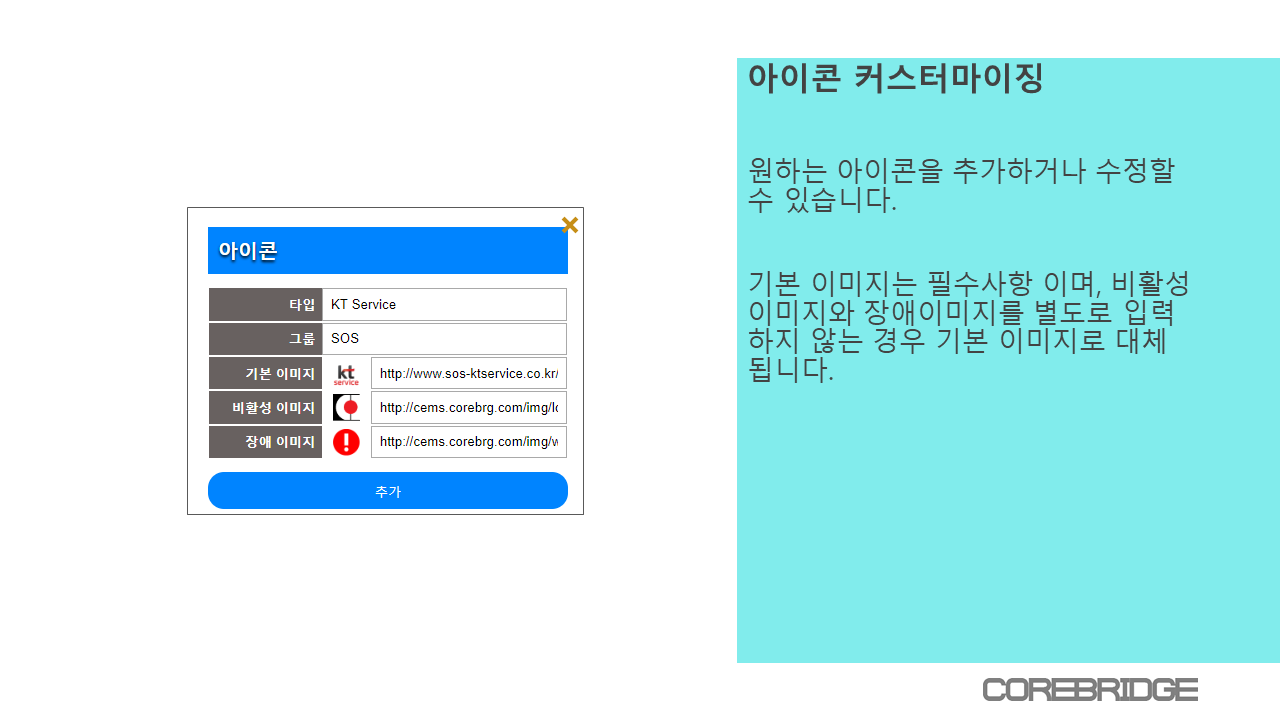 아이콘 커스터마이징
원하는 아이콘을 추가하거나 수정할
수 있습니다.
기본 이미지는 필수사항 이며, 비활성
이미지와 장애이미지를 별도로 입력
하지 않는 경우 기본 이미지로 대체
됩니다.
아이콘
타입 KT Service
그룹 SOS
기본 이미지 kt service http://www.sos-ktservice.co.kr/
비활성 이미지 http://cems.corebrg.com/img/lo
장애 이미지 http://cems.corebrg.com/img/w
추가
COREBRIDGE